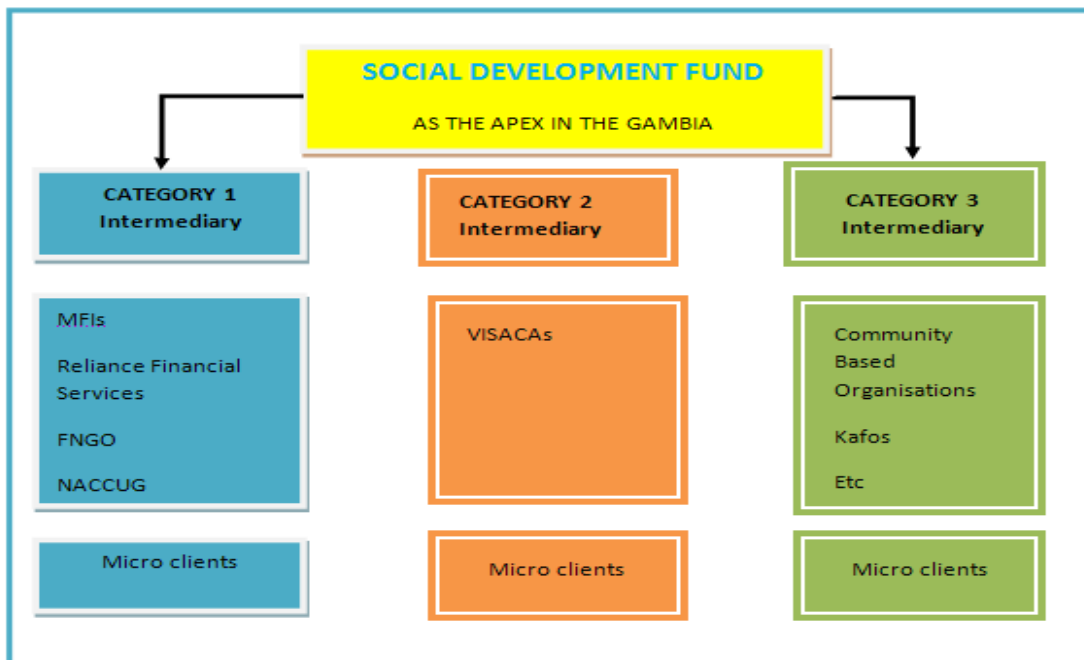 SOCIAL DEVELOPMENT FUND
AS THE APEX IN THE GAMBIA
CATEGORY 1
Intermediary
CATEGORY 2
Intermediary
CATEGORY 3
Intermediary
MFIs
Reliance Financial
Services
FNGO
NACCUG
VISACAs
Community
Based
Organisations
Kafos
Etc
Micro clients
Micro clients
Micro clients